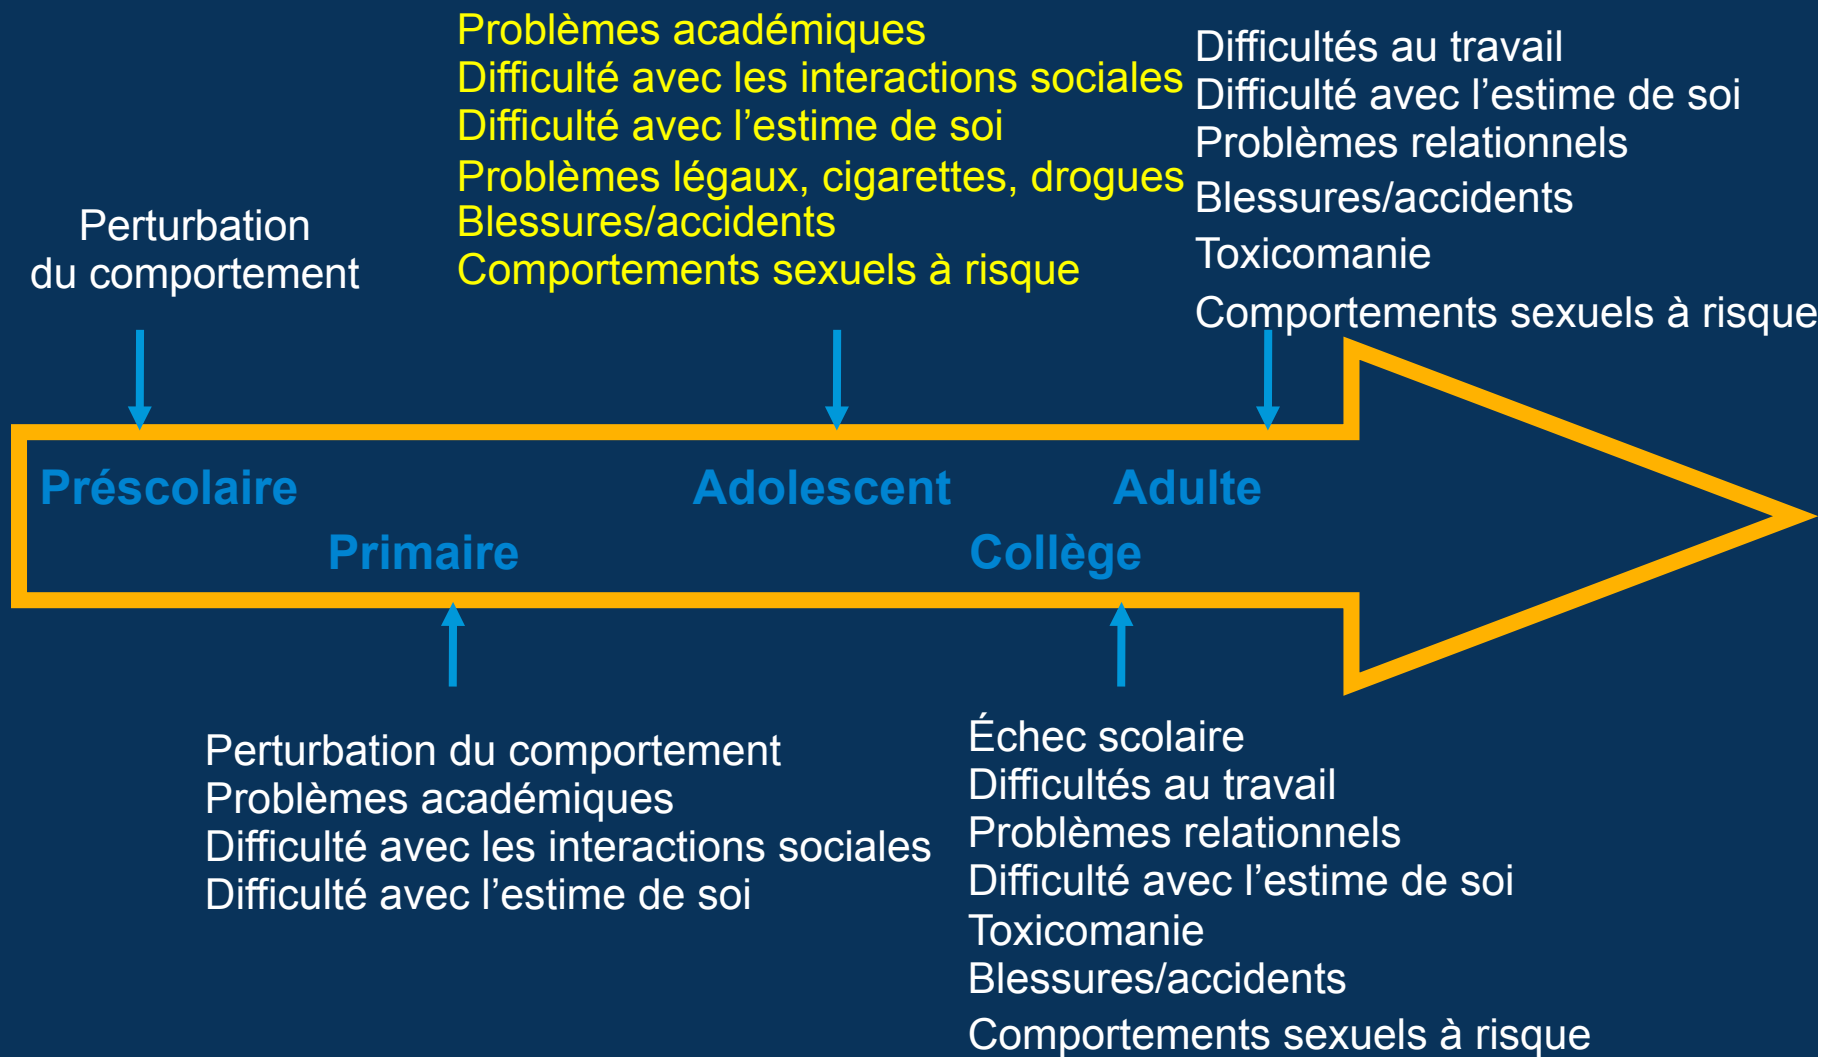 Perturbation
du comportement
Problèmes académiques
Difficulté avec les interactions sociales
Difficulté avec l’estime de soi
Problèmes légaux, cigarettes, drogues
Blessures/accidents
Comportements sexuels à risque
Difficultés au travail
Difficulté avec l’estime de soi
Problèmes relationnels
Blessures/accidents
Toxicomanie
Comportements sexuels à risque
Préscolaire
Primaire
Adolescent
Collège
Adulte
Perturbation du comportement
Problèmes académiques
Difficulté avec les interactions sociales
Difficulté avec l’estime de soi
Échec scolaire
Difficultés au travail
Problèmes relationnels
Difficulté avec l’estime de soi
Toxicomanie
Blessures/accidents
Comportements sexuels à risque